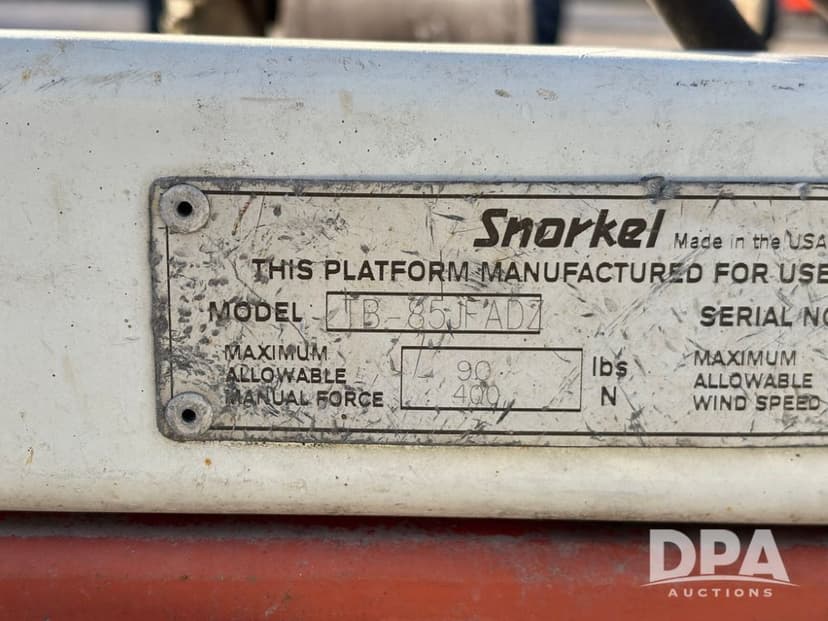 Snorkel Made in the USA
THIS PLATFORM MANUFACTURED FOR USE
MODEL TB-85JFADZ SERIAL NO
MAXIMUM ALLOWABLE MANUAL FORCE
90 lbs
400 N
MAXIMUM ALLOWABLE WIND SPEED
DPA
AUCTIONS